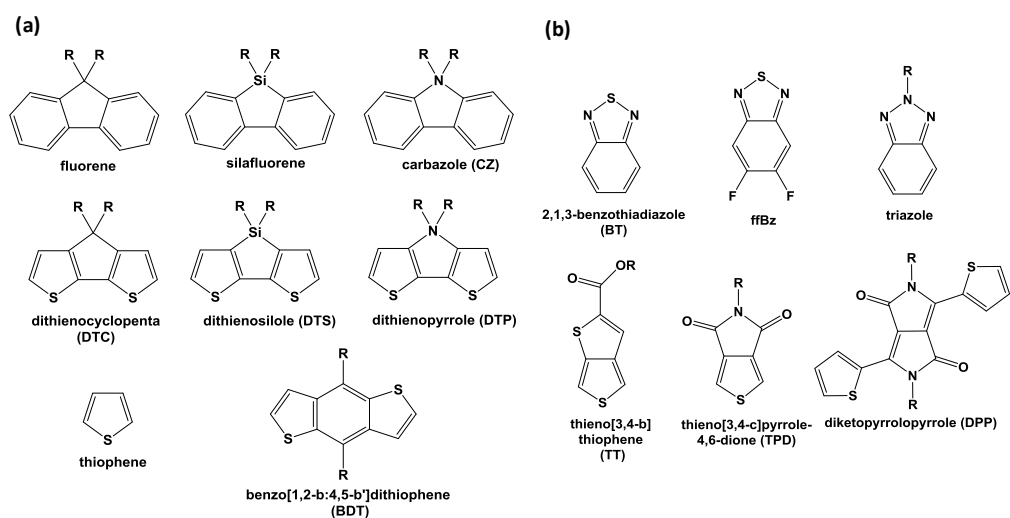 (a)
(b)
R R
R R
R R
Si
N
fluorene
silafluorene
carbazole (CZ)
S
N N
S
N N
F F
R
N
N N
2,1,3-benzothiadiazole
(BT)
ffBz
triazole
R R
R R
R R
Si
N
S S
S S
S S
dithienocyclopenta
(DTC)
dithienosilole (DTS)
dithienopyrrole (DTP)
O OR
S
S
R
N
O O
S
R
S
O N
S N O
R
thieno[3,4-b]
thiophene
(TT)
thieno[3,4-c]pyrrole-
4,6-dione (TPD)
diketopyrrolopyrrole (DPP)
S
R
S
S
R
thiophene
benzo[1,2-b:4,5-b']dithiophene
(BDT)